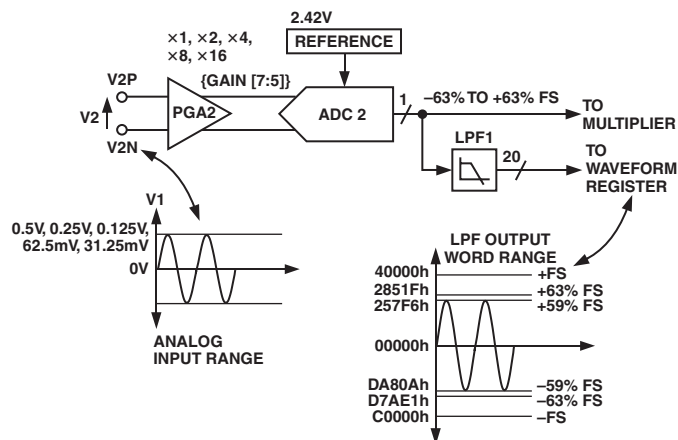 2.42V
REFERENCE
×1, ×2, ×4,
×8, ×16
{GAIN [7:5]}
V2P
V2
V2N
PGA2
ADC 2
1
–63% TO +63% FS
TO
MULTIPLIER
LPF1
20
TO
WAVEFORM
REGISTER
V1
0.5V, 0.25V, 0.125V,
62.5mV, 31.25mV
0V
ANALOG
INPUT RANGE
LPF OUTPUT
WORD RANGE
40000h
+FS
2851Fh
+63% FS
257F6h
+59% FS
00000h
DA80Ah
–59% FS
D7AE1h
–63% FS
C0000h
–FS